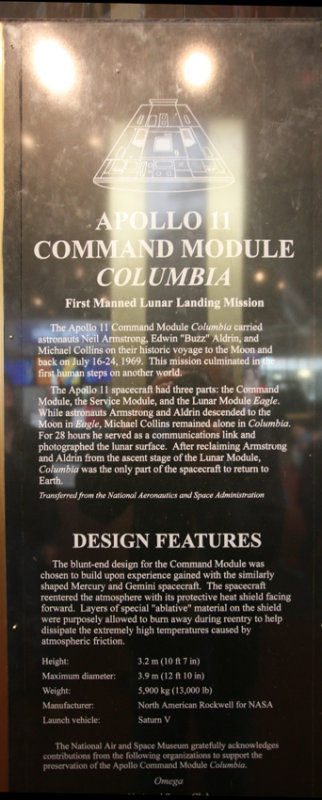 APOLLO 11
COMMAND MODULE
COLUMBIA
First Manned Lunar Landing Mission
The Apollo 11 Command Module Columbia carried
astronauts Neil Armstrong, Edwin "Buzz" Aldrin, and
Michael Collins on their historic voyage to the Moon and
back on July 16-24, 1969. This mission culminated in the
first human steps on another world.
The Apollo 11 spacecraft had three parts: the Command
Module, the Service Module, and the Lunar Module Eagle.
While astronauts Armstrong and Aldrin descended to the
Moon in Eagle, Michael Collins remained alone in Columbia.
For 28 hours he served as a communications link and
photographed the lunar surface. After reclaiming Armstrong
and Aldrin from the ascent stage of the Lunar Module,
Columbia was the only part of the spacecraft to return to
Earth.
Transferred from the National Aeronautics and Space Administration
DESIGN FEATURES
The blunt-end design for the Command Module was
chosen to build upon experience gained with the similarly
shaped Mercury and Gemini spacecraft. The spacecraft
reentered the atmosphere with its protective heat shield facing
forward. Layers of special "ablative" material on the shield
were purposely allowed to burn away during reentry to help
dissipate the extremely high temperatures caused by
atmospheric friction.
Height: 3.2 m (10 ft 7 in)
Maximum diameter: 3.9 m (12 ft 10 in)
Weight: 5,900 kg (13,000 lb)
Manufacturer: North American Rockwell for NASA
Launch vehicle: Saturn V
The National Air and Space Museum gratefully acknowledges
contributions from the following organizations to support the
preservation of the Apollo Command Module Columbia.
Omega